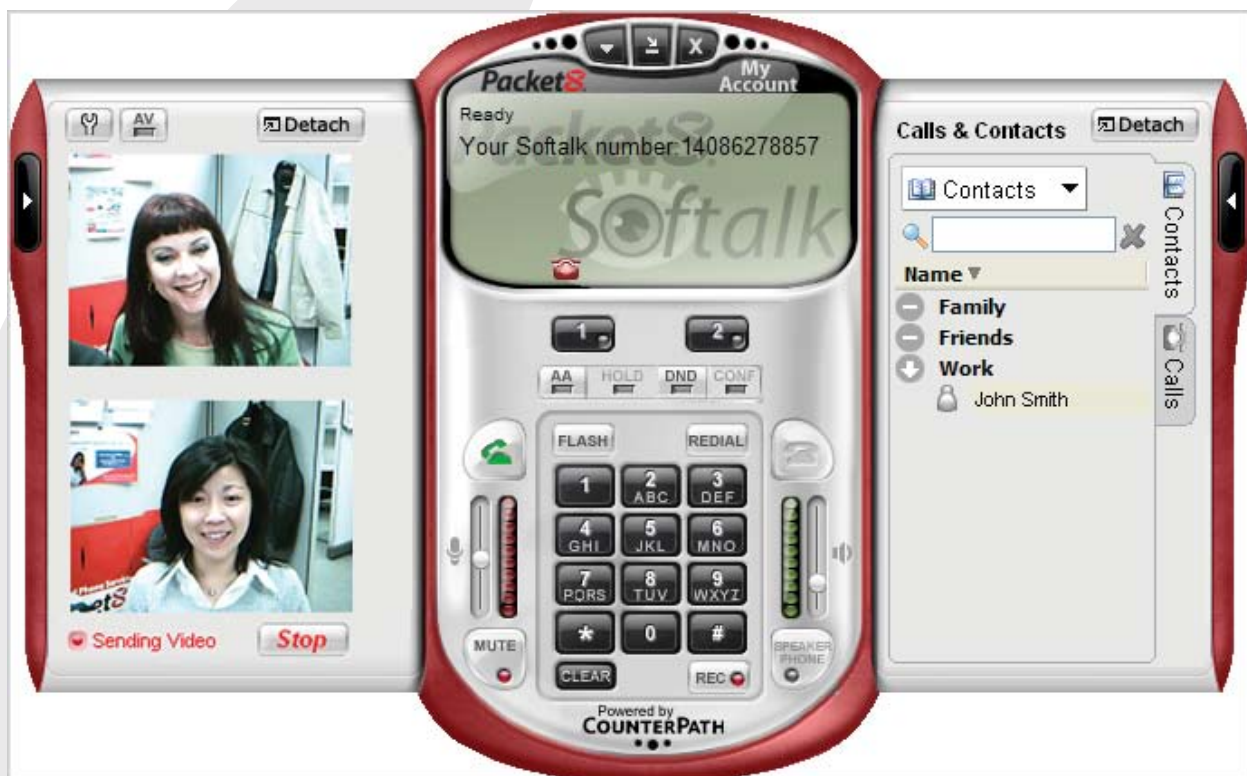 Packet8
My
Account
Ready
Your Softalk number:14086278857
Packet8
Softalk
AV
Detach
Sending Video
Stop
1
2
AA HOLD DND CONF
FLASH
REDIAL
1
2
ABC
3
DEF
4
GHI
5
JKL
6
MNO
7
PQRS
8
TUV
9
WXYZ
*
0
#
MUTE
SPEAKER
PHONE
CLEAR
REC
Powered by
COUNTERPATH
Calls & Contacts
Detach
Contacts
Name
Family
Friends
Work
John Smith
Contacts
Calls